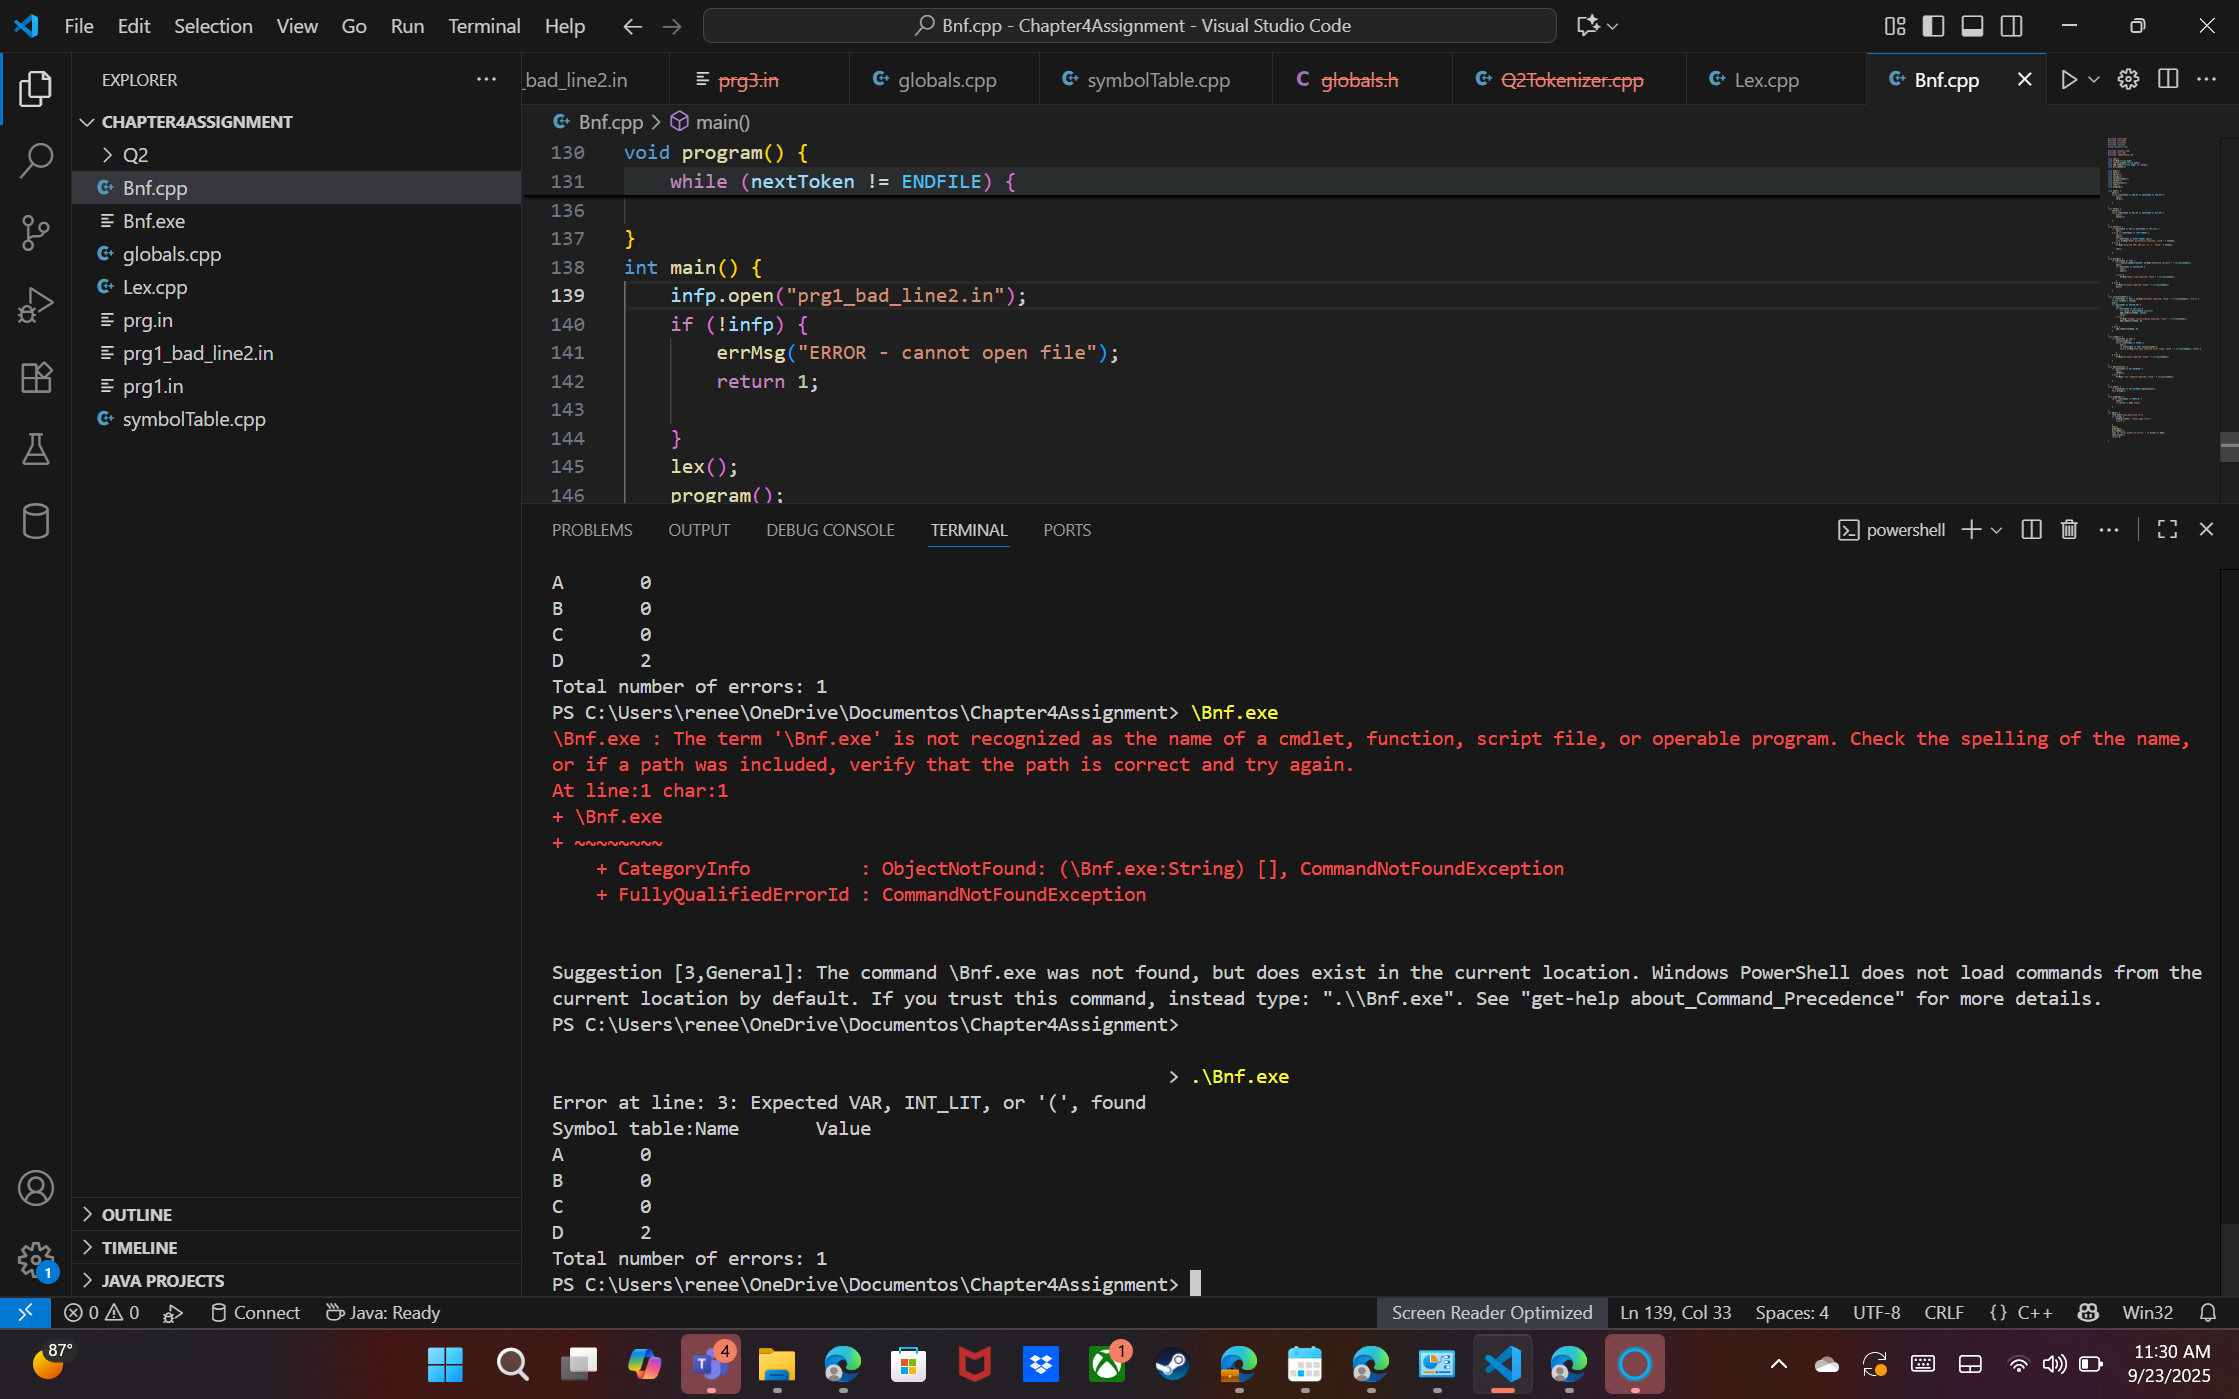 File Edit Selection View Go Run Terminal Help
Bnf.cpp - Chapter4Assignment - Visual Studio Code
EXPLORER
CHAPTER4ASSIGNMENT
Q2
Bnf.cpp
Bnf.exe
globals.cpp
Lex.cpp
prg.in
prg1_bad_line2.in
prg1.in
symbolTable.cpp
OUTLINE
TIMELINE
JAVA PROJECTS
_bad_line2.in prg3.in globals.cpp symbolTable.cpp globals.h Q2Tokenizer.cpp Lex.cpp Bnf.cpp
Bnf.cpp > main()
130 void program() {
131 while (nextToken != ENDFILE) {
136
137 }
138 int main() {
139 infp.open("prg1_bad_line2.in");
140 if (!infp) {
141 errMsg("ERROR - cannot open file");
142 return 1;
143
144 }
145 lex();
146 program();
PROBLEMS OUTPUT DEBUG CONSOLE TERMINAL PORTS
powershell
A 0
B 0
C 0
D 2
Total number of errors: 1
PS C:\Users\renee\OneDrive\Documentos\Chapter4Assignment> \Bnf.exe
\Bnf.exe : The term '\Bnf.exe' is not recognized as the name of a cmdlet, function, script file, or operable program. Check the spelling of the name,
or if a path was included, verify that the path is correct and try again.
At line:1 char:1
+ \Bnf.exe
+ ~~~~~~~~
+ CategoryInfo : ObjectNotFound: (\Bnf.exe:String) [], CommandNotFoundException
+ FullyQualifiedErrorId : CommandNotFoundException
Suggestion [3,General]: The command \Bnf.exe was not found, but does exist in the current location. Windows PowerShell does not load commands from the
current location by default. If you trust this command, instead type: ".\\Bnf.exe". See "get-help about_Command_Precedence" for more details.
PS C:\Users\renee\OneDrive\Documentos\Chapter4Assignment>
> .\Bnf.exe
Error at line: 3: Expected VAR, INT_LIT, or '(', found
Symbol table:Name Value
A 0
B 0
C 0
D 2
Total number of errors: 1
PS C:\Users\renee\OneDrive\Documentos\Chapter4Assignment>
1
0 0 Connect Java: Ready
Screen Reader Optimized Ln 139, Col 33 Spaces: 4 UTF-8 CRLF {} C++ Win32
87°
4
1
11:30 AM
9/23/2025